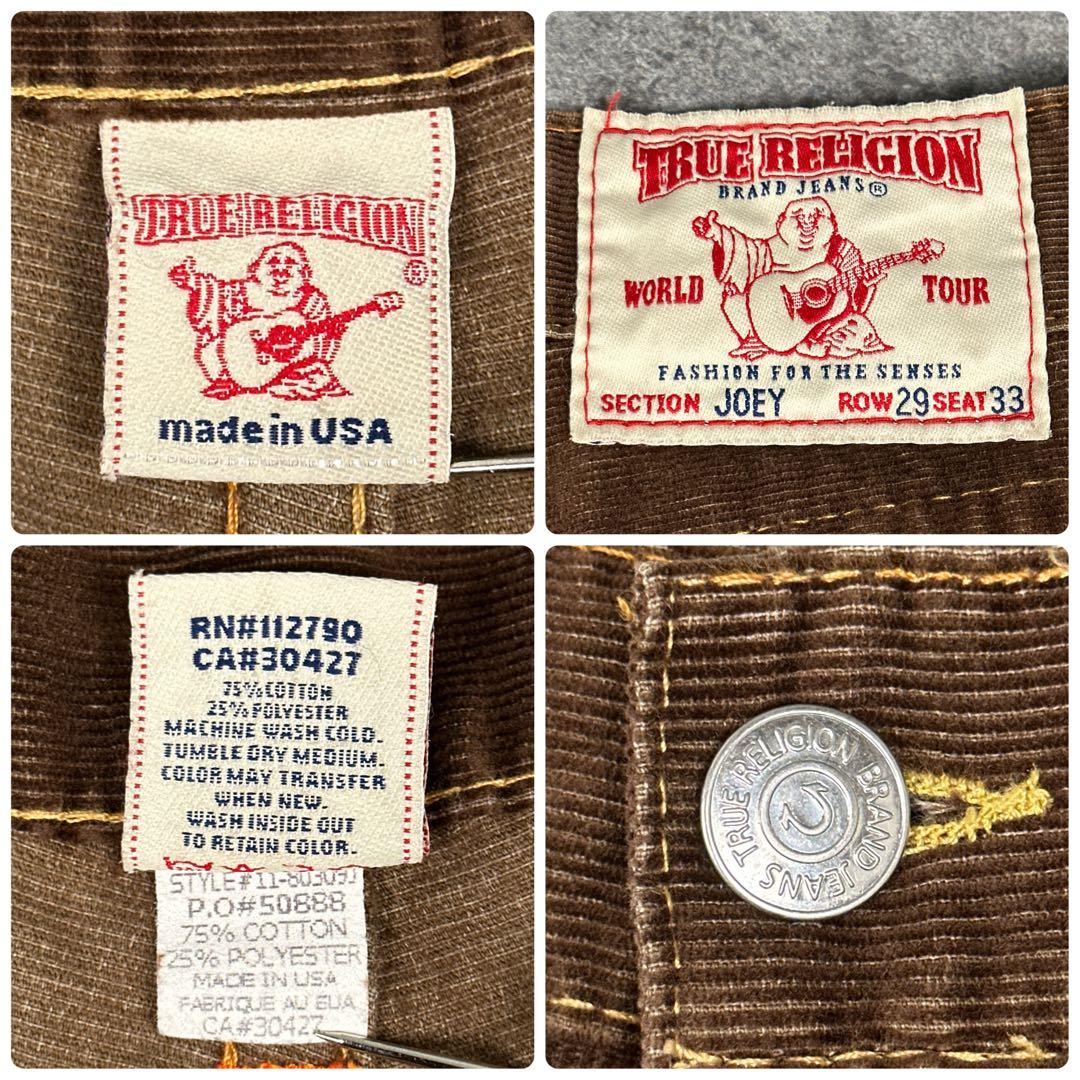 TRUE RELIGION
®
made in USA
TRUE RELIGION
BRAND JEANS®
WORLD TOUR
FASHION FOR THE SENSES
SECTION JOEY ROW 29 SEAT 33
RN#112790
CA#30427
75% COTTON
25% POLYESTER
MACHINE WASH COLD.
TUMBLE DRY MEDIUM.
COLOR MAY TRANSFER
WHEN NEW.
WASH INSIDE OUT
TO RETAIN COLOR.
STYLE# 11-803091
P.O#50888
75% COTTON
25% POLYESTER
MADE IN USA
FABRIQUE AU EUA
CA#30427
TRUE RELIGION BRAND JEANS